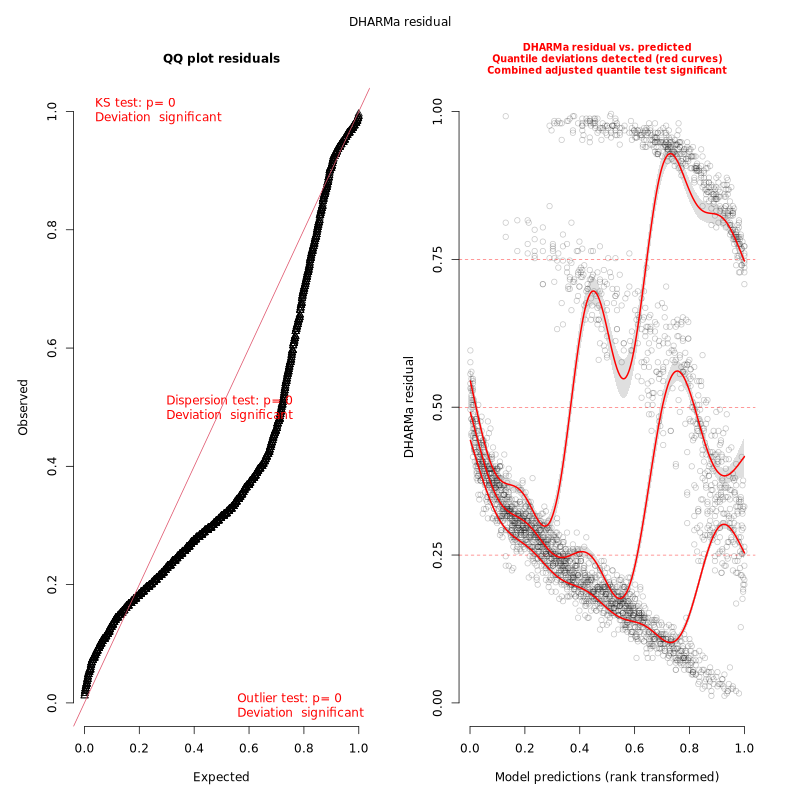 DHARMa residual
QQ plot residuals
KS test: p= 0
Deviation  significant
Dispersion test: p= 0
Deviation  significant
Outlier test: p= 0
Deviation  significant
Observed
0.0
0.2
0.4
0.6
0.8
1.0
0.0 0.2 0.4 0.6 0.8 1.0
Expected
DHARMa residual vs. predicted
Quantile deviations detected (red curves)
Combined adjusted quantile test significant
DHARMa residual
0.00
0.25
0.50
0.75
1.00
0.0 0.2 0.4 0.6 0.8 1.0
Model predictions (rank transformed)